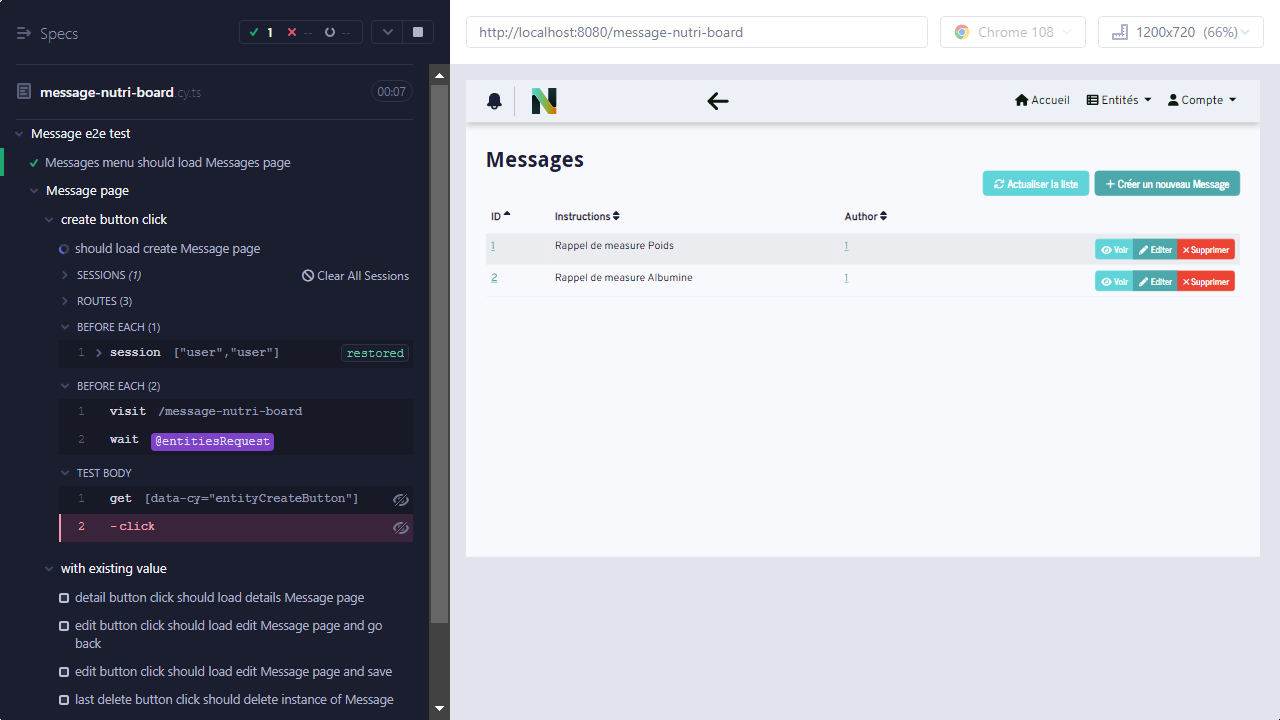 Specs
1
--
--
message-nutri-board.cy.ts
00:07
Message e2e test
Messages menu should load Messages page
Message page
create button click
should load create Message page
SESSIONS (1)
Clear All Sessions
ROUTES (3)
BEFORE EACH (1)
1 session ["user","user"] restored
BEFORE EACH (2)
1 visit /message-nutri-board
2 wait @entitiesRequest
TEST BODY
1 get [data-cy="entityCreateButton"]
2 -click
with existing value
detail button click should load details Message page
edit button click should load edit Message page and go
back
edit button click should load edit Message page and save
last delete button click should delete instance of Message
http://localhost:8080/message-nutri-board
Chrome 108
1200x720 (66%)
N
Accueil
Entités
Compte
Messages
Actualiser la liste
Créer un nouveau Message
ID Instructions Author
1 Rappel de measure Poids 1 Voir Editer Supprimer
2 Rappel de measure Albumine 1 Voir Editer Supprimer